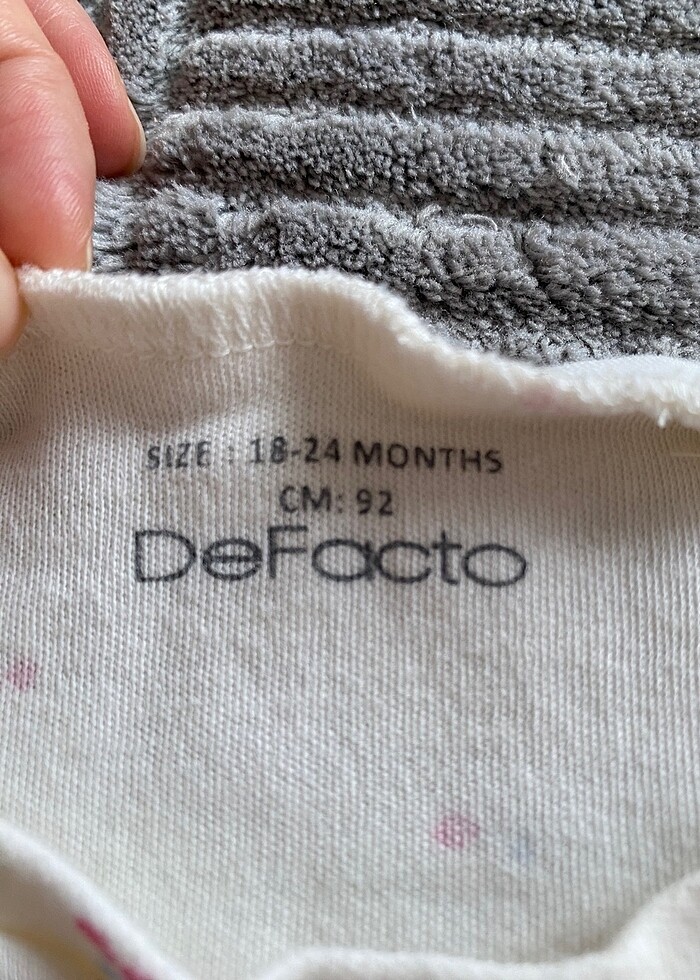 SIZE : 18-24 MONTHS
CM: 92
DeFacto